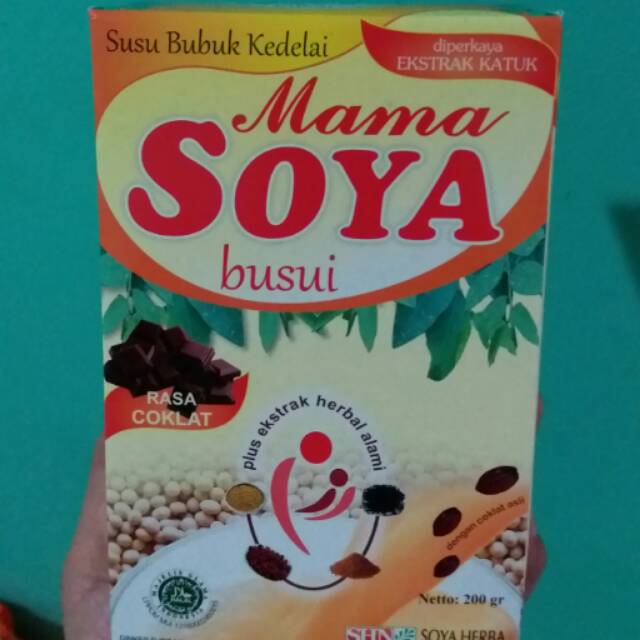 Susu Bubuk Kedelai
diperkaya
EKSTRAK KATUK
Mama
SOYA
busui
RASA
COKLAT
plus ekstrak herbal alami
dengan coklat asli
Netto: 200 gr
SHN SOYA HERBA